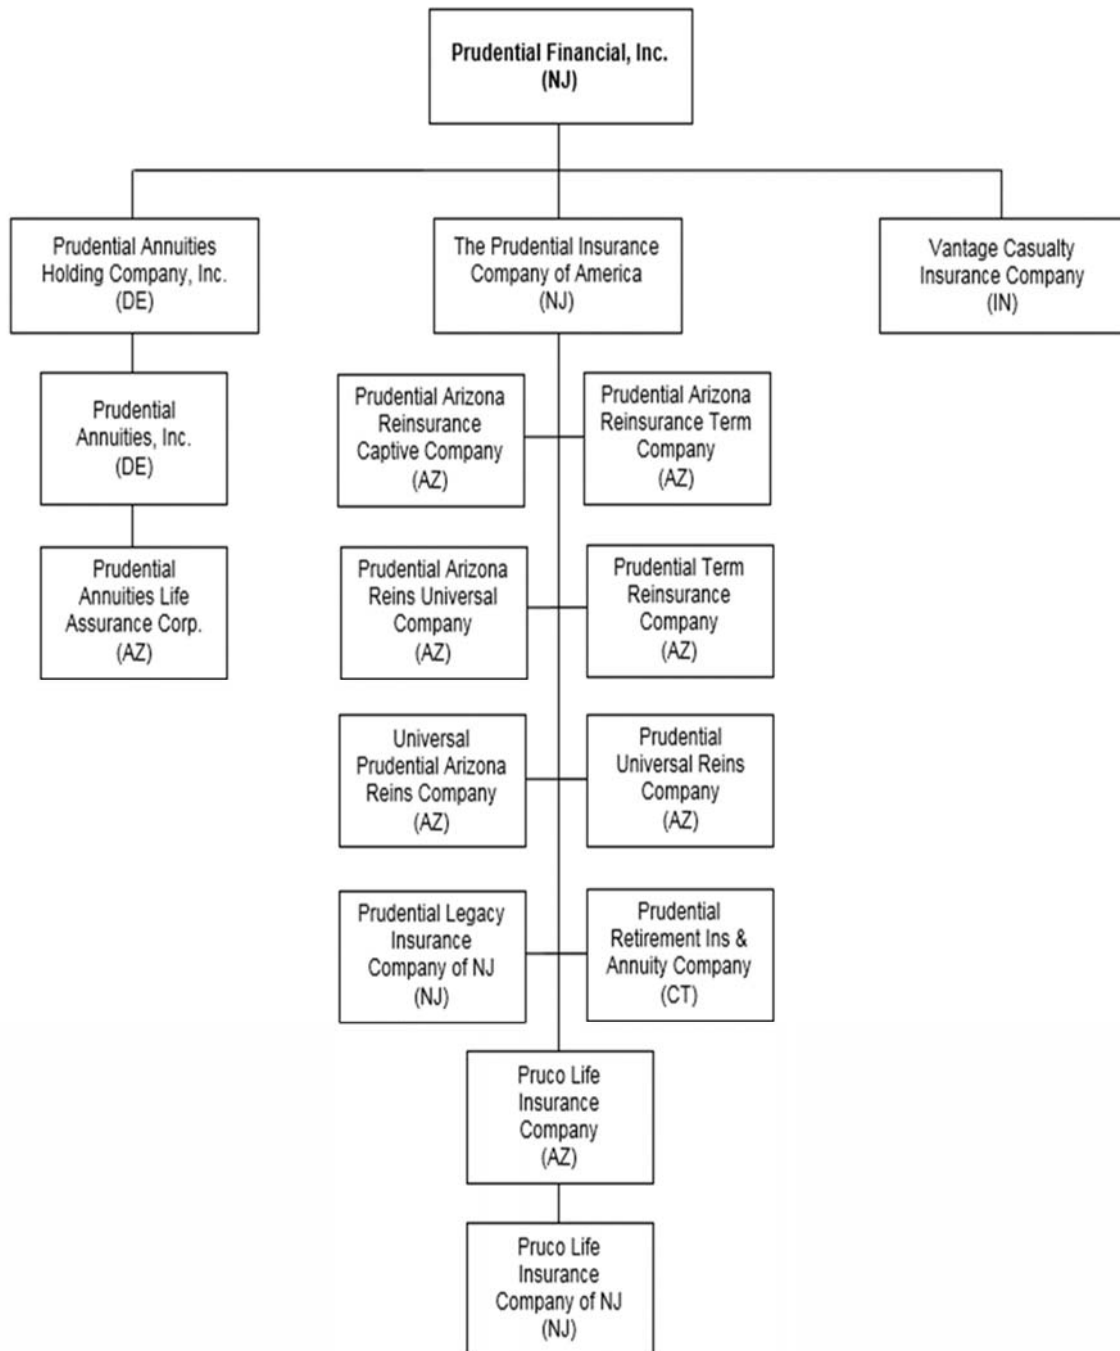 Prudential Financial, Inc.
(NJ)
Prudential Annuities
Holding Company, Inc.
(DE)
The Prudential Insurance
Company of America
(NJ)
Vantage Casualty
Insurance Company
(IN)
Prudential
Annuities, Inc.
(DE)
Prudential Arizona
Reinsurance
Captive Company
(AZ)
Prudential Arizona
Reinsurance Term
Company
(AZ)
Prudential
Annuities Life
Assurance Corp.
(AZ)
Prudential Arizona
Reins Universal
Company
(AZ)
Prudential Term
Reinsurance
Company
(AZ)
Universal
Prudential Arizona
Reins Company
(AZ)
Prudential
Universal Reins
Company
(AZ)
Prudential Legacy
Insurance
Company of NJ
(NJ)
Prudential
Retirement Ins &
Annuity Company
(CT)
Pruco Life
Insurance
Company
(AZ)
Pruco Life
Insurance
Company of NJ
(NJ)